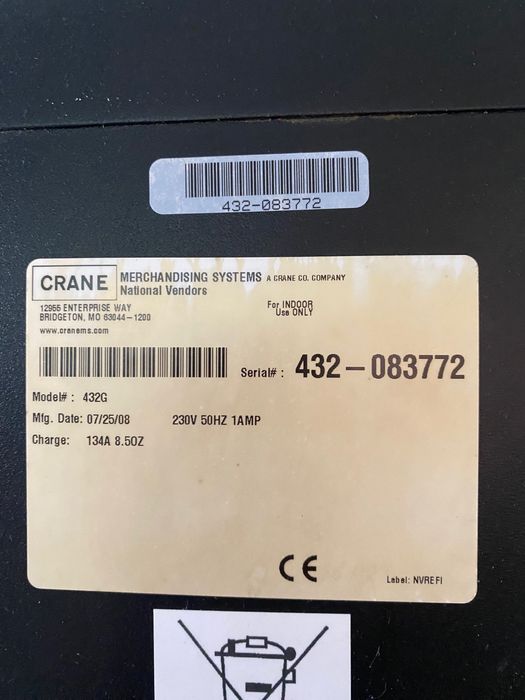 432-083772
CRANE MERCHANDISING SYSTEMS A CRANE CO. COMPANY
National Vendors
12955 ENTERPRISE WAY
BRIDGETON, MO 63044-1200
www.cranems.com
For INDOOR
Use ONLY
Serial# : 432-083772
Model# : 432G
Mfg. Date: 07/25/08 230V 50HZ 1AMP
Charge: 134A 8.5OZ
CE
Label: NVREFI